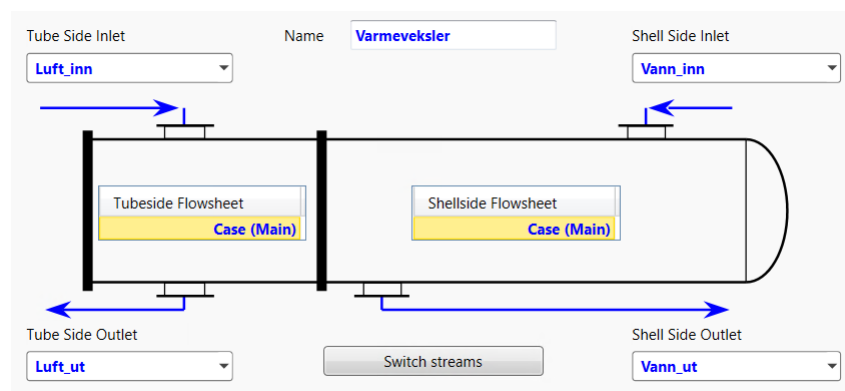 Tube Side Inlet
Name
Varmeveksler
Shell Side Inlet
Luft_inn
Vann_inn
Tubeside Flowsheet
Case (Main)
Shellside Flowsheet
Case (Main)
Tube Side Outlet
Shell Side Outlet
Luft_ut
Switch streams
Vann_ut